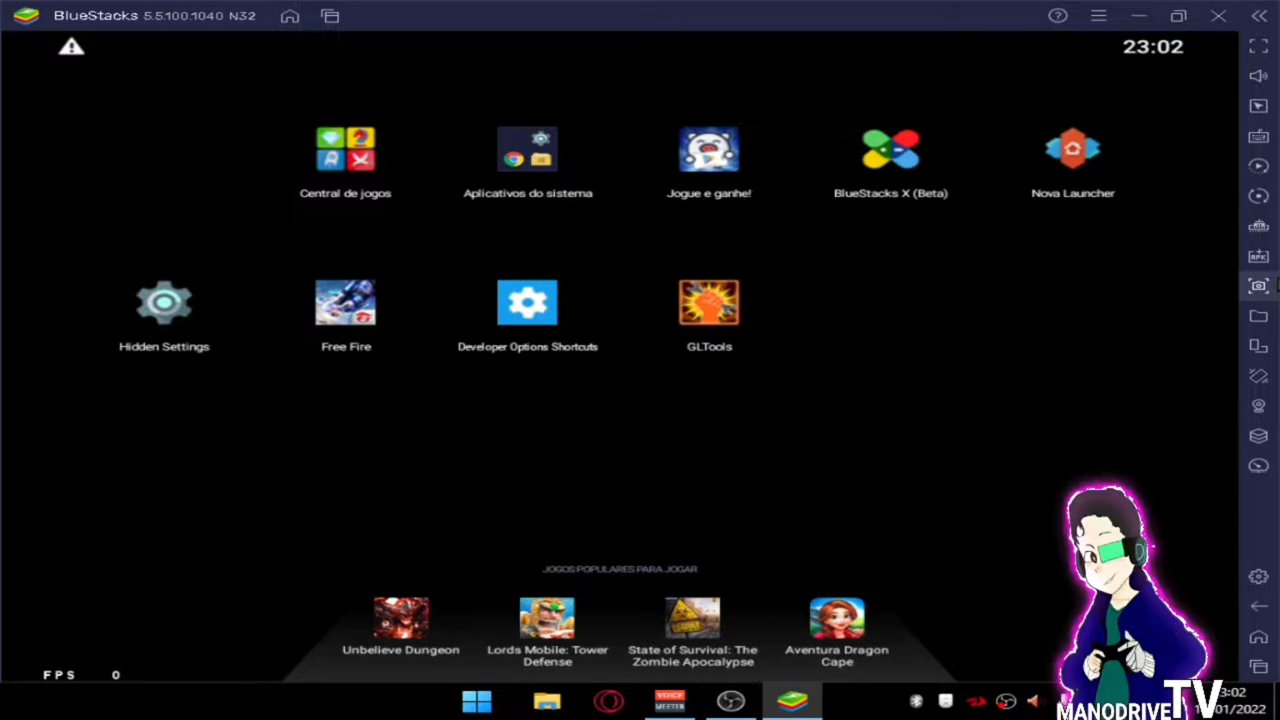 BlueStacks 5.5.100.1040 N32
23:02
Central de jogos
Aplicativos do sistema
Jogue e ganhe!
BlueStacks X (Beta)
Nova Launcher
Hidden Settings
Free Fire
Developer Options Shortcuts
GLTools
JOGOS POPULARES PARA JOGAR
Unbelieve Dungeon
Lords Mobile: Tower Defense
State of Survival: The Zombie Apocalypse
Aventura Dragon Cape
FPS 0
VOICE
MEETER
MANODRIVE TV